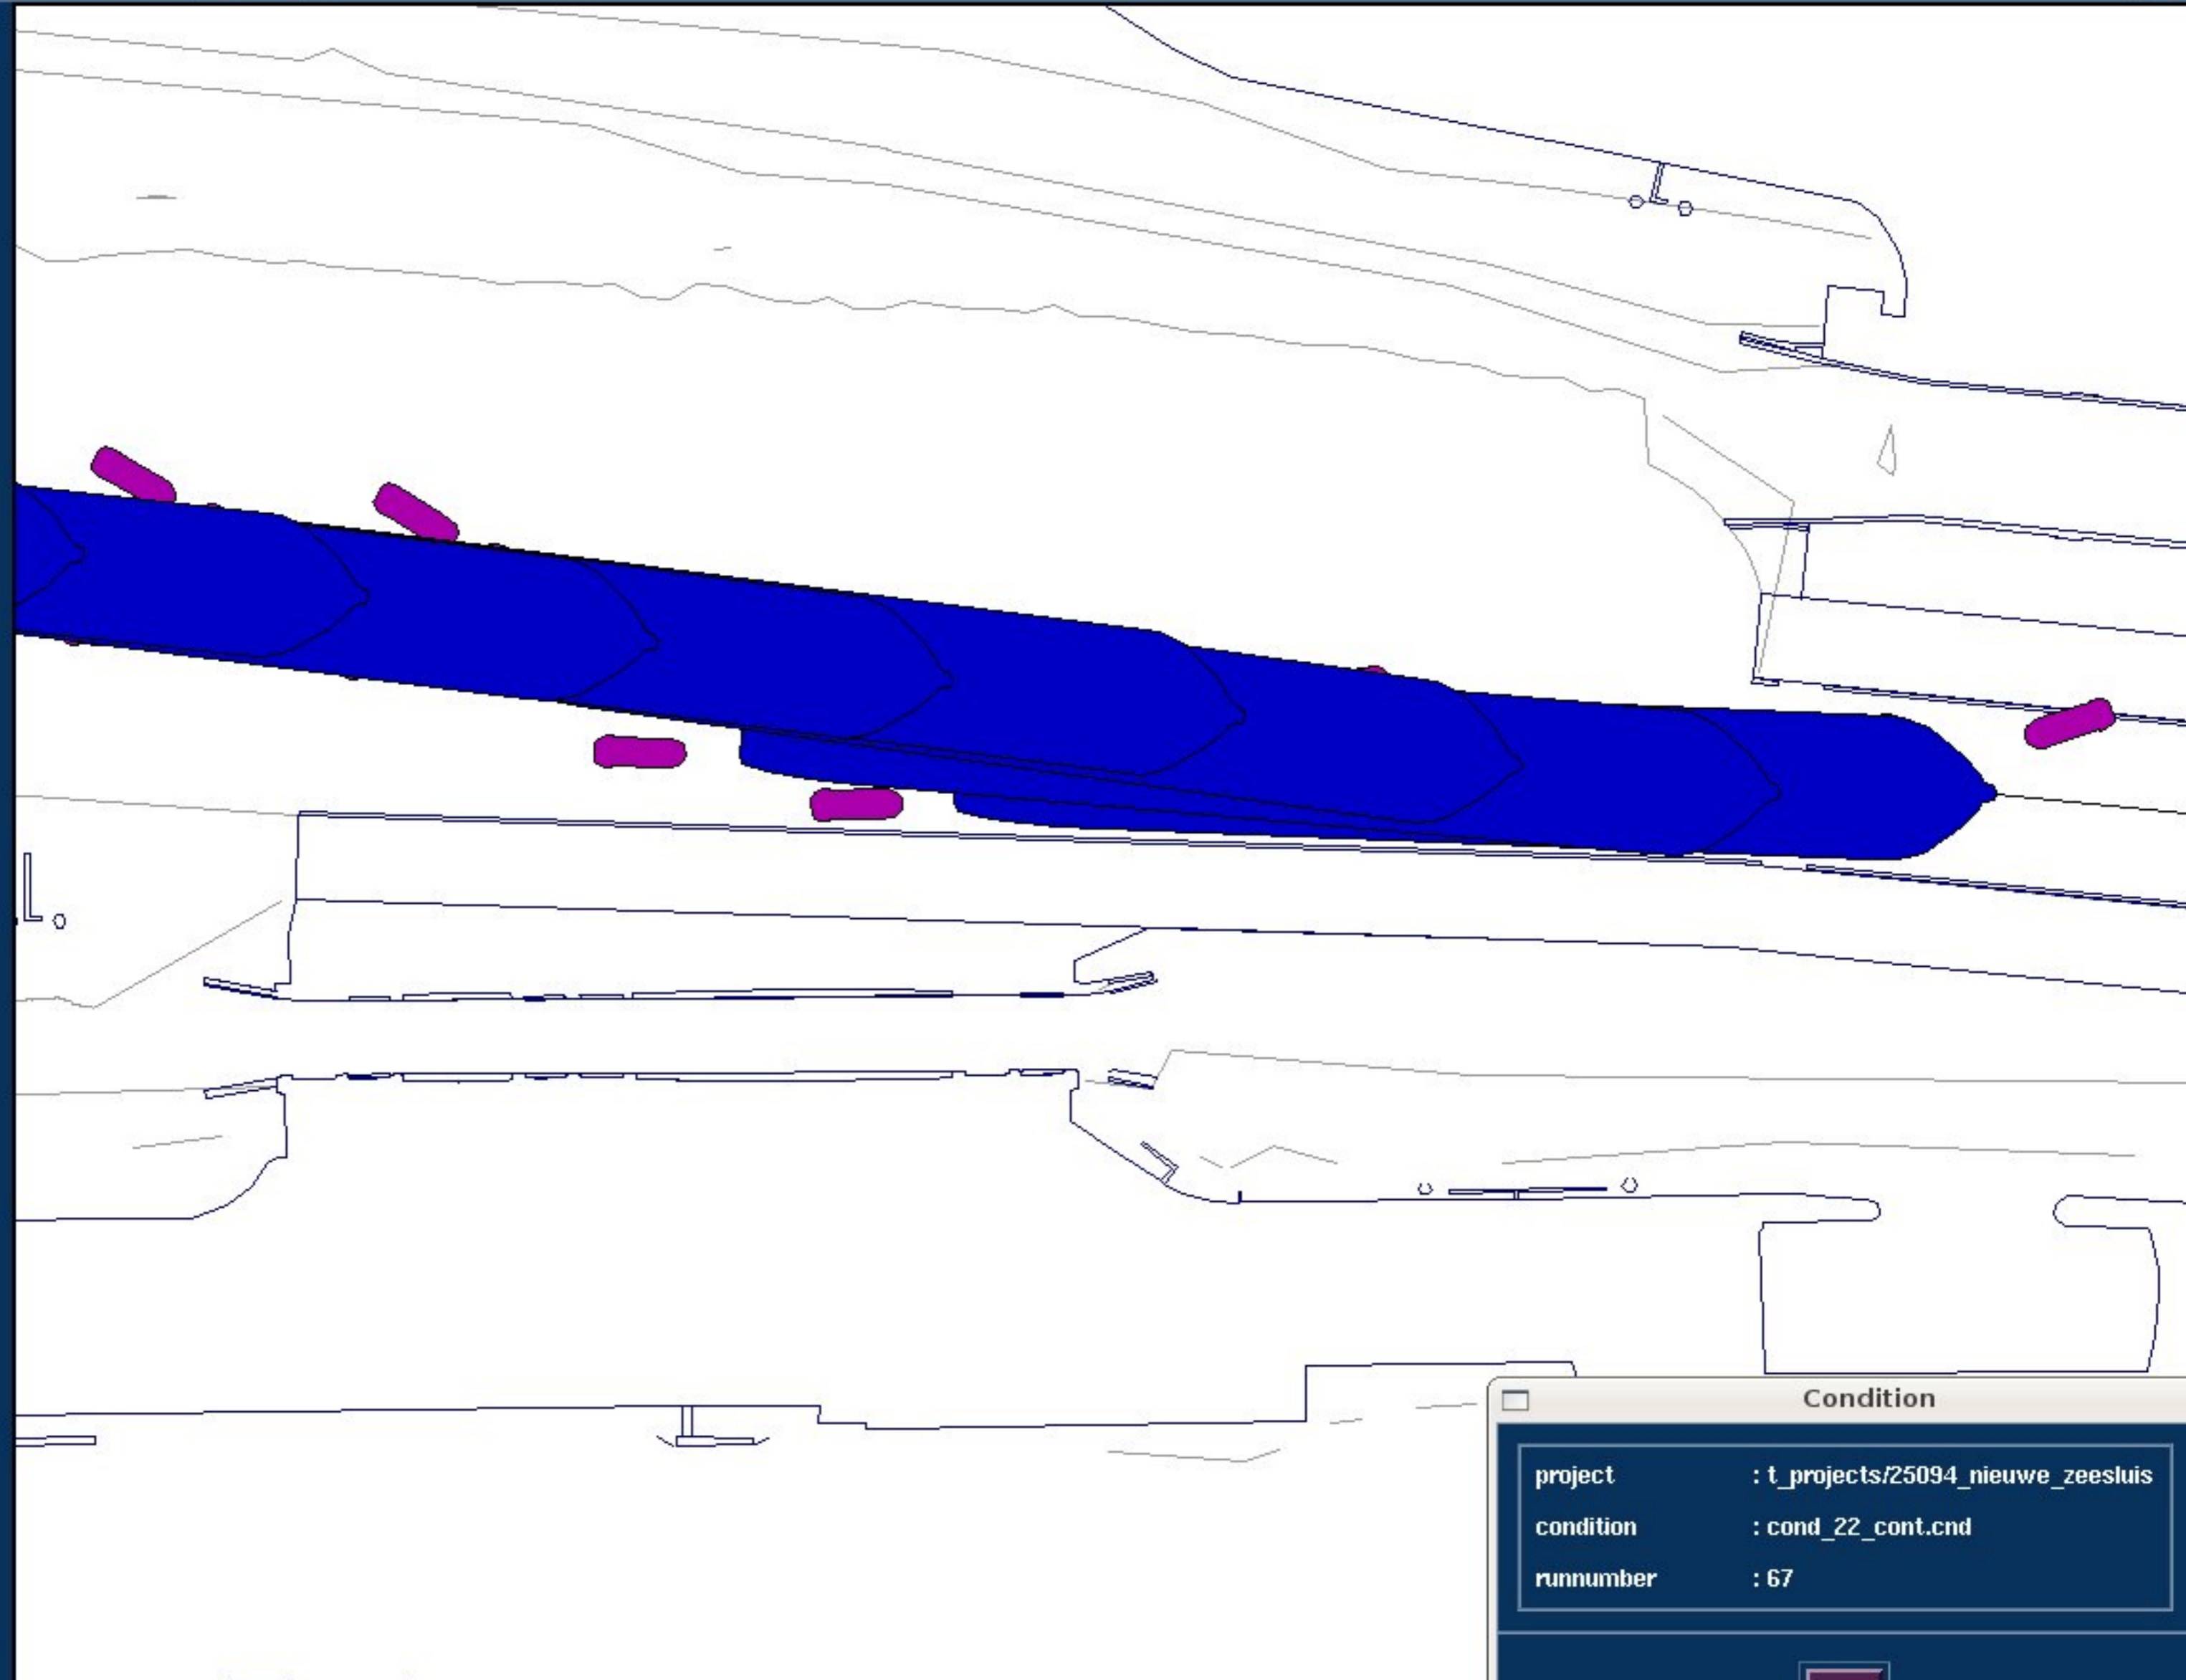 Condition
project : t_projects/25094_nieuwe_zeesluis
condition : cond_22_cont.cnd
runnumber : 67